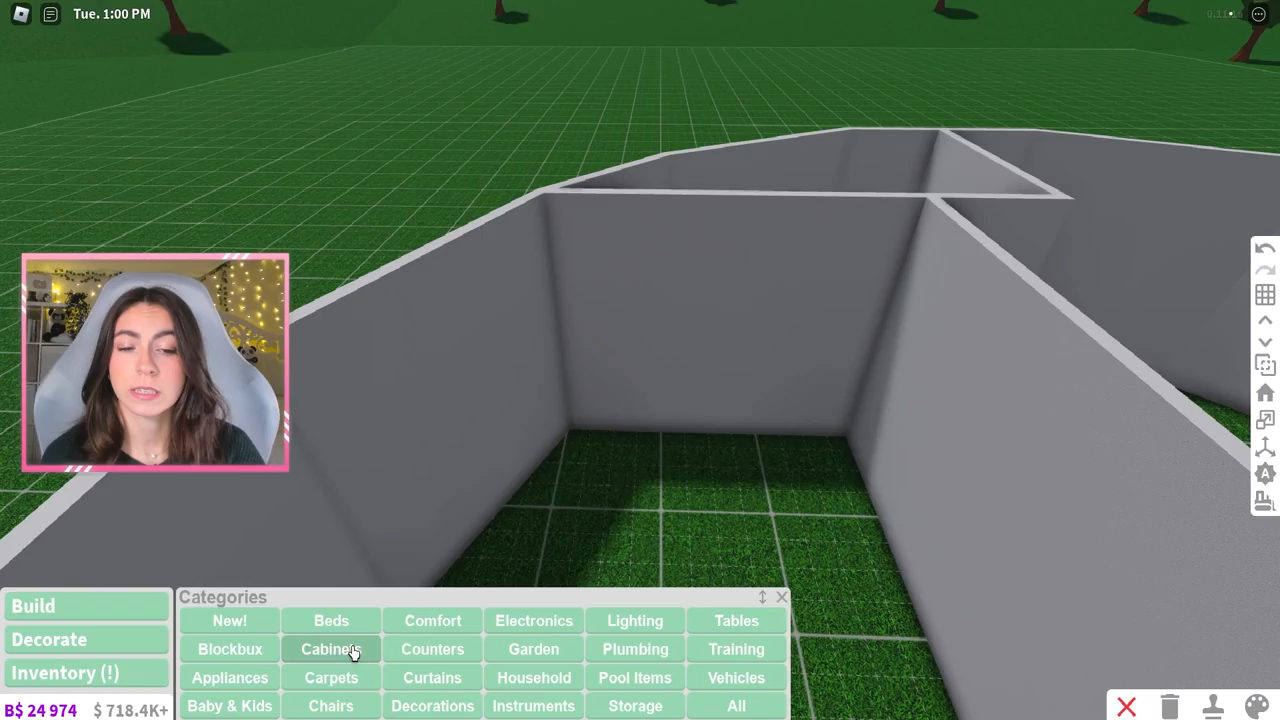 Tue. 1:00 PM
Categories
Build
Decorate
Inventory (!)
B$ 24 974 $ 718.4K+
New! Beds Comfort Electronics Lighting Tables
Blockbux Cabinets Counters Garden Plumbing Training
Appliances Carpets Curtains Household Pool Items Vehicles
Baby & Kids Chairs Decorations Instruments Storage All
A